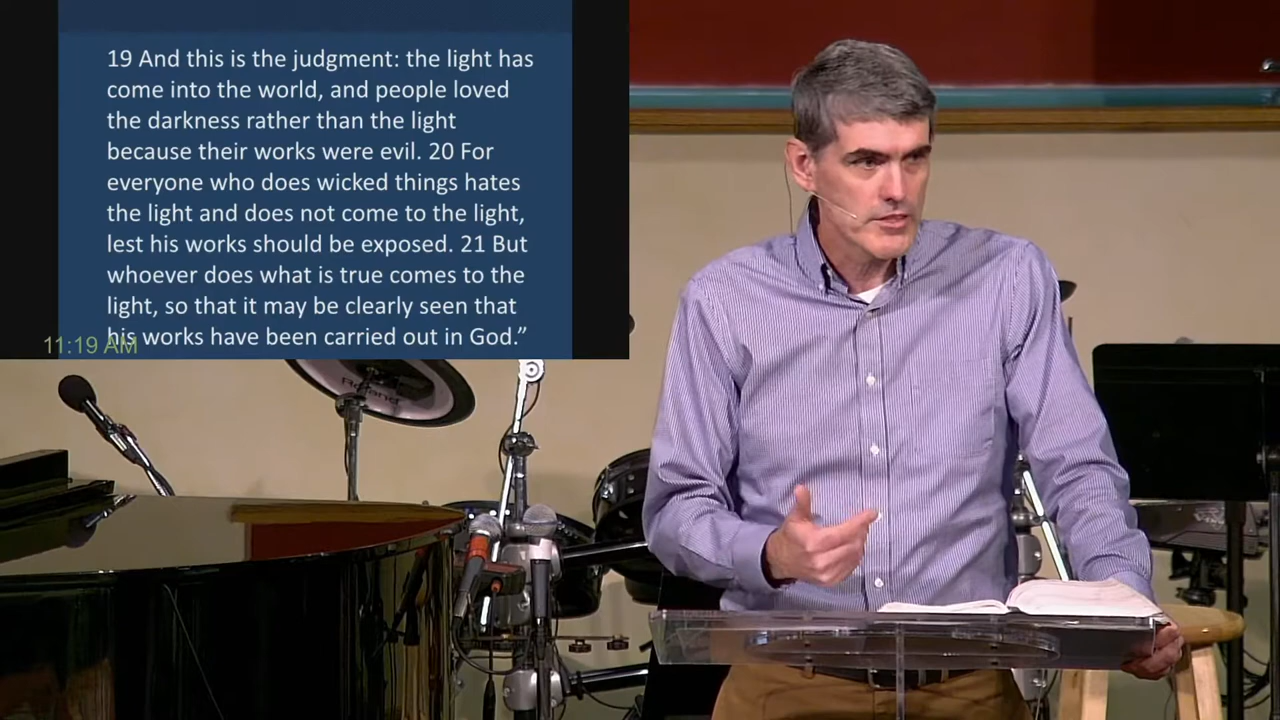 19 And this is the judgment: the light has
come into the world, and people loved
the darkness rather than the light
because their works were evil. 20 For
everyone who does wicked things hates
the light and does not come to the light,
lest his works should be exposed. 21 But
whoever does what is true comes to the
light, so that it may be clearly seen that
his works have been carried out in God.”
11:19 AM
Roland